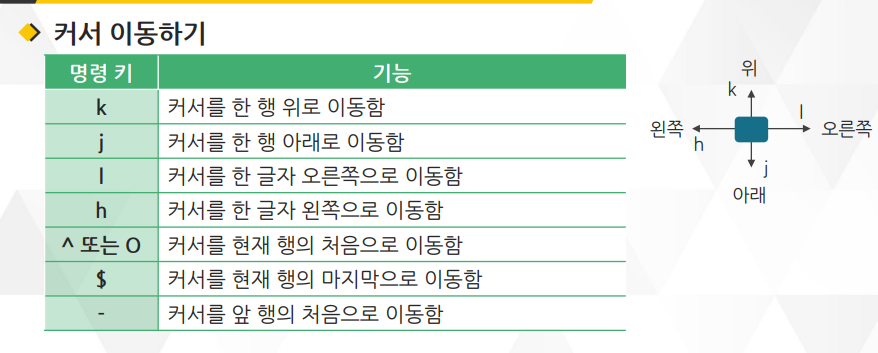 커서 이동하기
명령 키 기능
k 커서를 한 행 위로 이동함
j 커서를 한 행 아래로 이동함
l 커서를 한 글자 오른쪽으로 이동함
h 커서를 한 글자 왼쪽으로 이동함
^ 또는 O 커서를 현재 행의 처음으로 이동함
$ 커서를 현재 행의 마지막으로 이동함
- 커서를 앞 행의 처음으로 이동함
위
k
l
왼쪽 오른쪽
h
j
아래